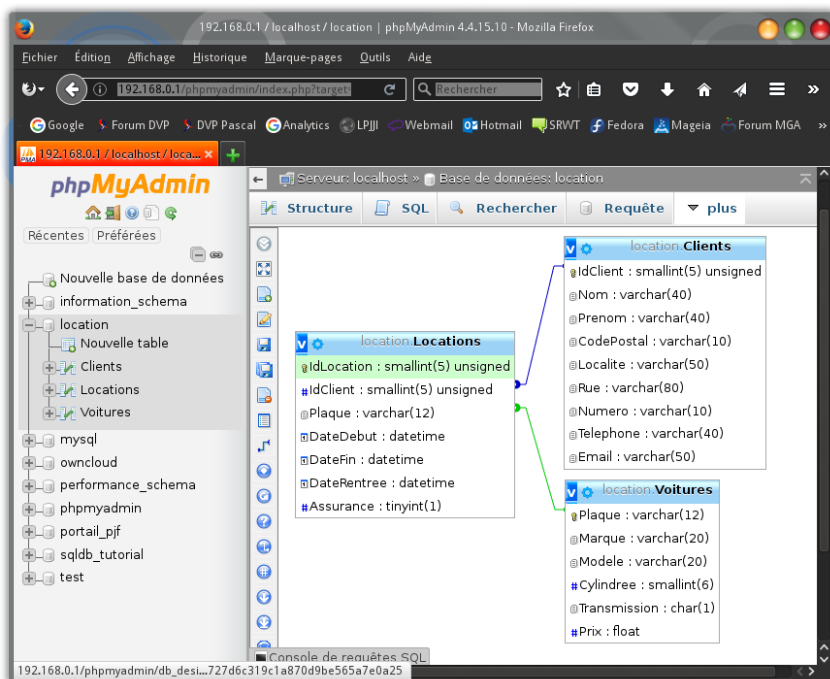 192.168.0.1 / localhost / location | phpMyAdmin 4.4.15.10 - Mozilla Firefox
Fichier Édition Affichage Historique Marque-pages Outils Aide
192.168.0.1/phpmyadmin/index.php?target= Rechercher
Google Forum DVP DVP Pascal Analytics LPJJI Webmail Hotmail SRWT Fedora Mageia Forum MGA »
192.168.0.1 / localhost / loca...
phpMyAdmin
Récentes Préférées
Nouvelle base de données
information_schema
location
Nouvelle table
Clients
Locations
Voitures
mysql
owncloud
performance_schema
phpmyadmin
portail_pjf
sqldb_tutorial
test
Serveur: localhost » Base de données: location
Structure SQL Rechercher Requête plus
location.Locations
IdLocation : smallint(5) unsigned
IdClient : smallint(5) unsigned
Plaque : varchar(12)
DateDebut : datetime
DateFin : datetime
DateRentree : datetime
Assurance : tinyint(1)
location.Clients
IdClient : smallint(5) unsigned
Nom : varchar(40)
Prenom : varchar(40)
CodePostal : varchar(10)
Localite : varchar(50)
Rue : varchar(80)
Numero : varchar(10)
Telephone : varchar(40)
Email : varchar(50)
location.Voitures
Plaque : varchar(12)
Marque : varchar(20)
Modele : varchar(20)
Cylindree : smallint(6)
Transmission : char(1)
Prix : float
Console de requêtes SQL
192.168.0.1/phpmyadmin/db_desi...727d6c319c1a870d9be565a7e0a25